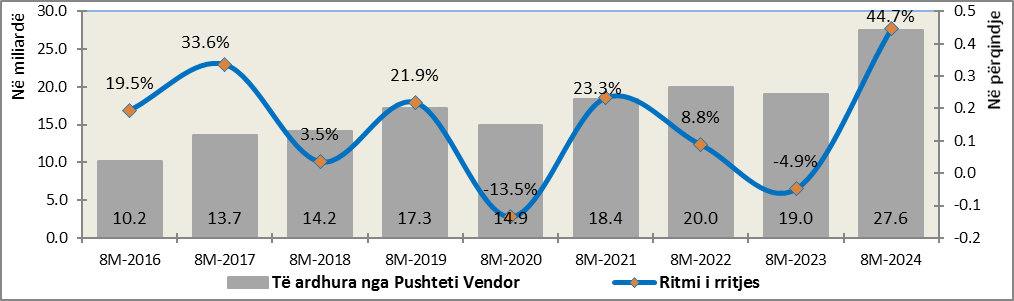 Në miliardë
30.0
25.0
20.0
15.0
10.0
5.0
0.0
19.5%
33.6%
3.5%
21.9%
-13.5%
23.3%
8.8%
-4.9%
44.7%
10.2
13.7
14.2
17.3
14.9
18.4
20.0
19.0
27.6
0.5
0.4
0.3
0.2
0.1
0.0
-0.1
-0.2
Në përqindje
8M-2016
8M-2017
8M-2018
8M-2019
8M-2020
8M-2021
8M-2022
8M-2023
8M-2024
Të ardhura nga Pushteti Vendor
Ritmi i rritjes